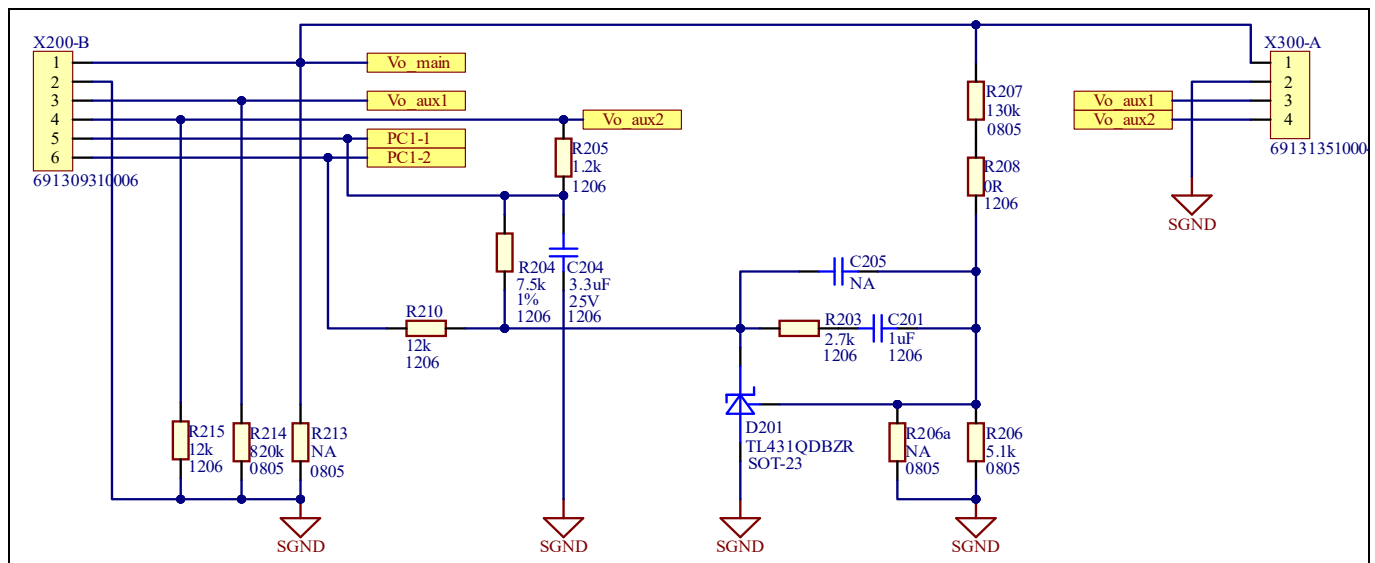 X200-B
1
2
3
4
5
6
691309310006
Vo_main
Vo_aux1
Vo_aux2
PC1-1
PC1-2
R205
1.2k
1206
R204
7.5k
1%
1206
C204
3.3uF
25V
1206
R210
12k
1206
R215
12k
1206
R214
820k
0805
R213
NA
0805
SGND
SGND
C205
NA
R203
2.7k
1206
C201
1uF
1206
D201
TL431QDBZR
SOT-23
SGND
R207
130k
0805
R208
0R
1206
R206a
NA
0805
R206
5.1k
0805
SGND
X300-A
1
2
3
4
Vo_aux1
Vo_aux2
SGND